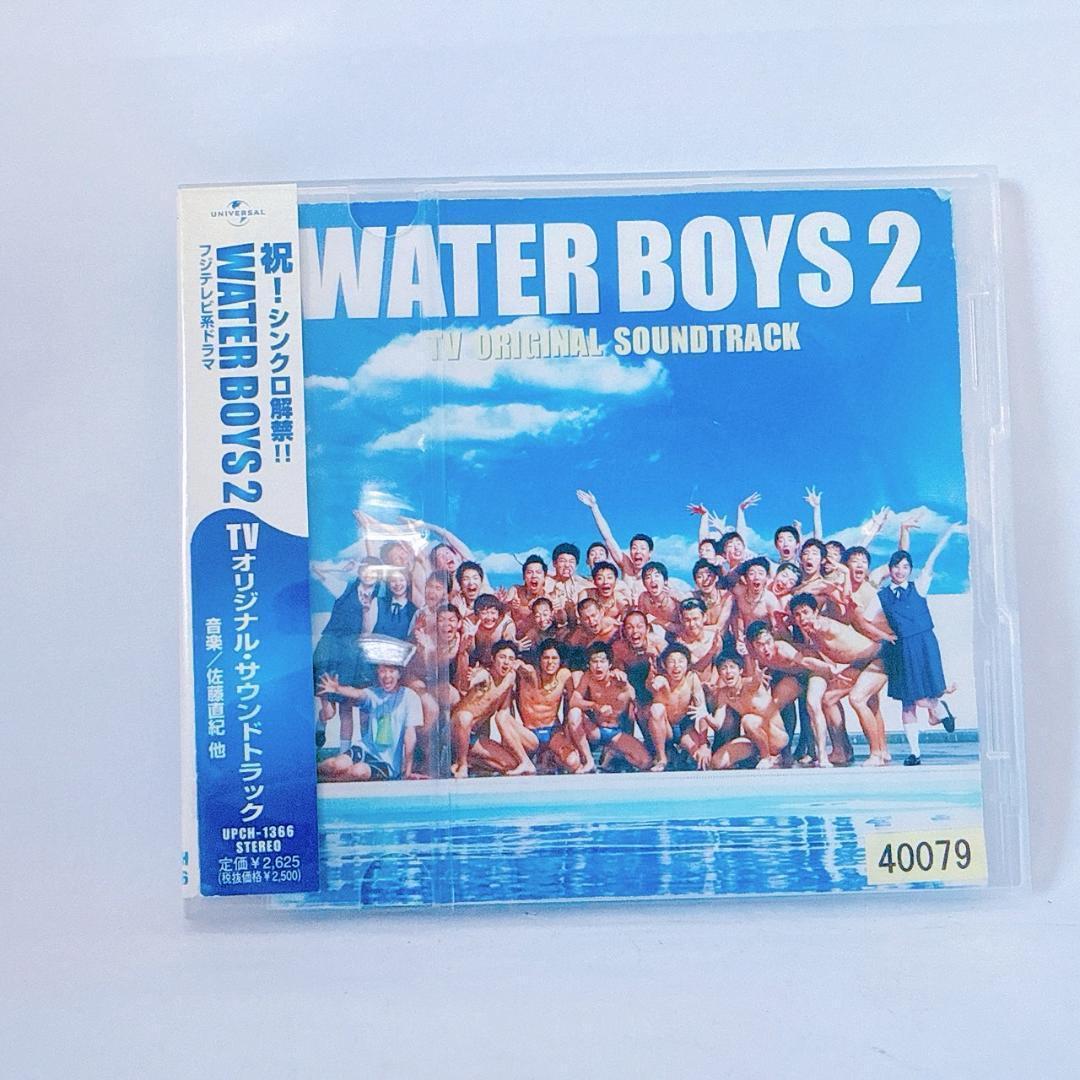 UNIVERSAL
祝!シンクロ解禁!!
フジテレビ系ドラマ
WATER BOYS 2
TVオリジナル・サウンドトラック
音楽/佐藤直紀 他
UPCH-1366
STEREO
定価¥2,625
(税抜価格¥2,500)
WATER BOYS 2
TV ORIGINAL SOUNDTRACK
40079